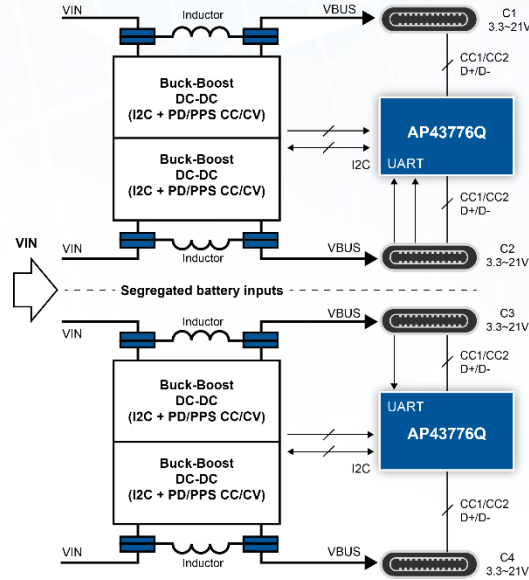 VIN
Inductor
VBUS
C1
3.3~21V
Buck-Boost
DC-DC
(I2C + PD/PPS CC/CV)
CC1/CC2
D+/D-
AP43776Q
I2C
UART
Buck-Boost
DC-DC
(I2C + PD/PPS CC/CV)
CC1/CC2
D+/D-
VIN
VIN
Inductor
VBUS
C2
3.3~21V
Segregated battery inputs
VIN
Inductor
VBUS
C3
3.3~21V
Buck-Boost
DC-DC
(I2C + PD/PPS CC/CV)
CC1/CC2
D+/D-
UART
AP43776Q
I2C
Buck-Boost
DC-DC
(I2C + PD/PPS CC/CV)
CC1/CC2
D+/D-
VIN
Inductor
VBUS
C4
3.3~21V